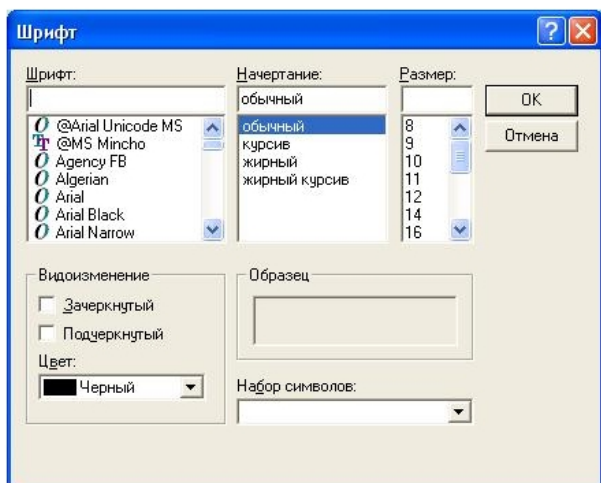 Шрифт
Шрифт:
Начертание:
Размер:
обычный
OK
Отмена
@Arial Unicode MS
@MS Mincho
Agency FB
Algerian
Arial
Arial Black
Arial Narrow
обычный
курсив
жирный
жирный курсив
8
9
10
11
12
14
16
Видоизменение
Зачеркнутый
Подчеркнутый
Цвет:
Черный
Образец
Набор символов: